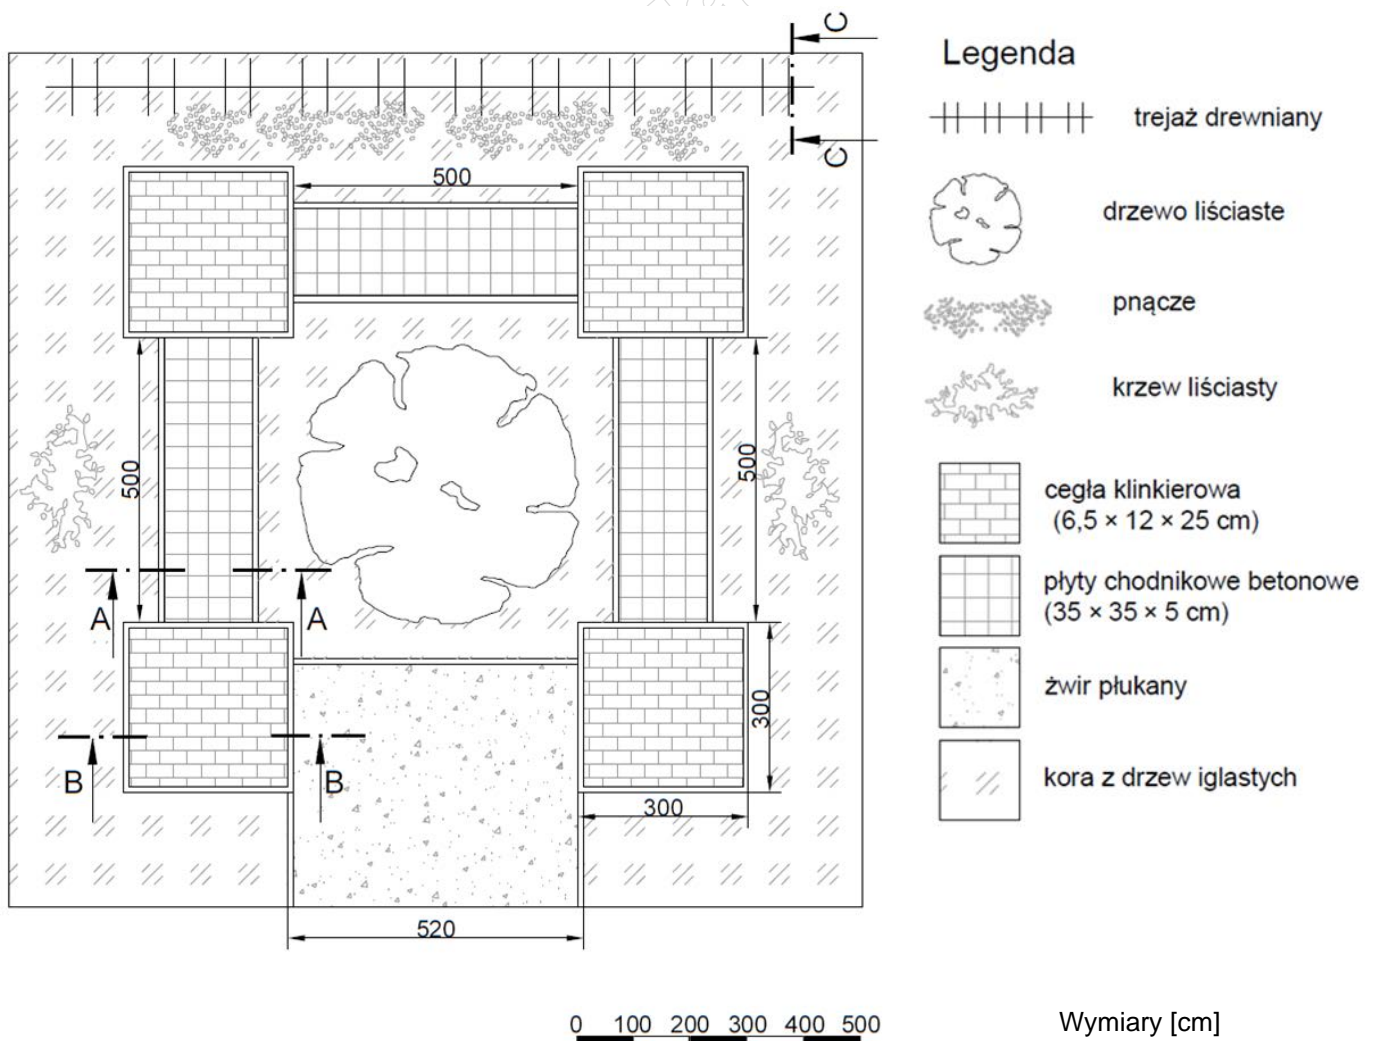 C
C
500
500
500
A
A
300
B
B
300
520
Legenda
trejaż drewniany
drzewo liściaste
pnącze
krzew liściasty
cegła klinkierowa
(6,5 × 12 × 25 cm)
płyty chodnikowe betonowe
(35 × 35 × 5 cm)
żwir płukany
kora z drzew iglastych
0 100 200 300 400 500
Wymiary [cm]